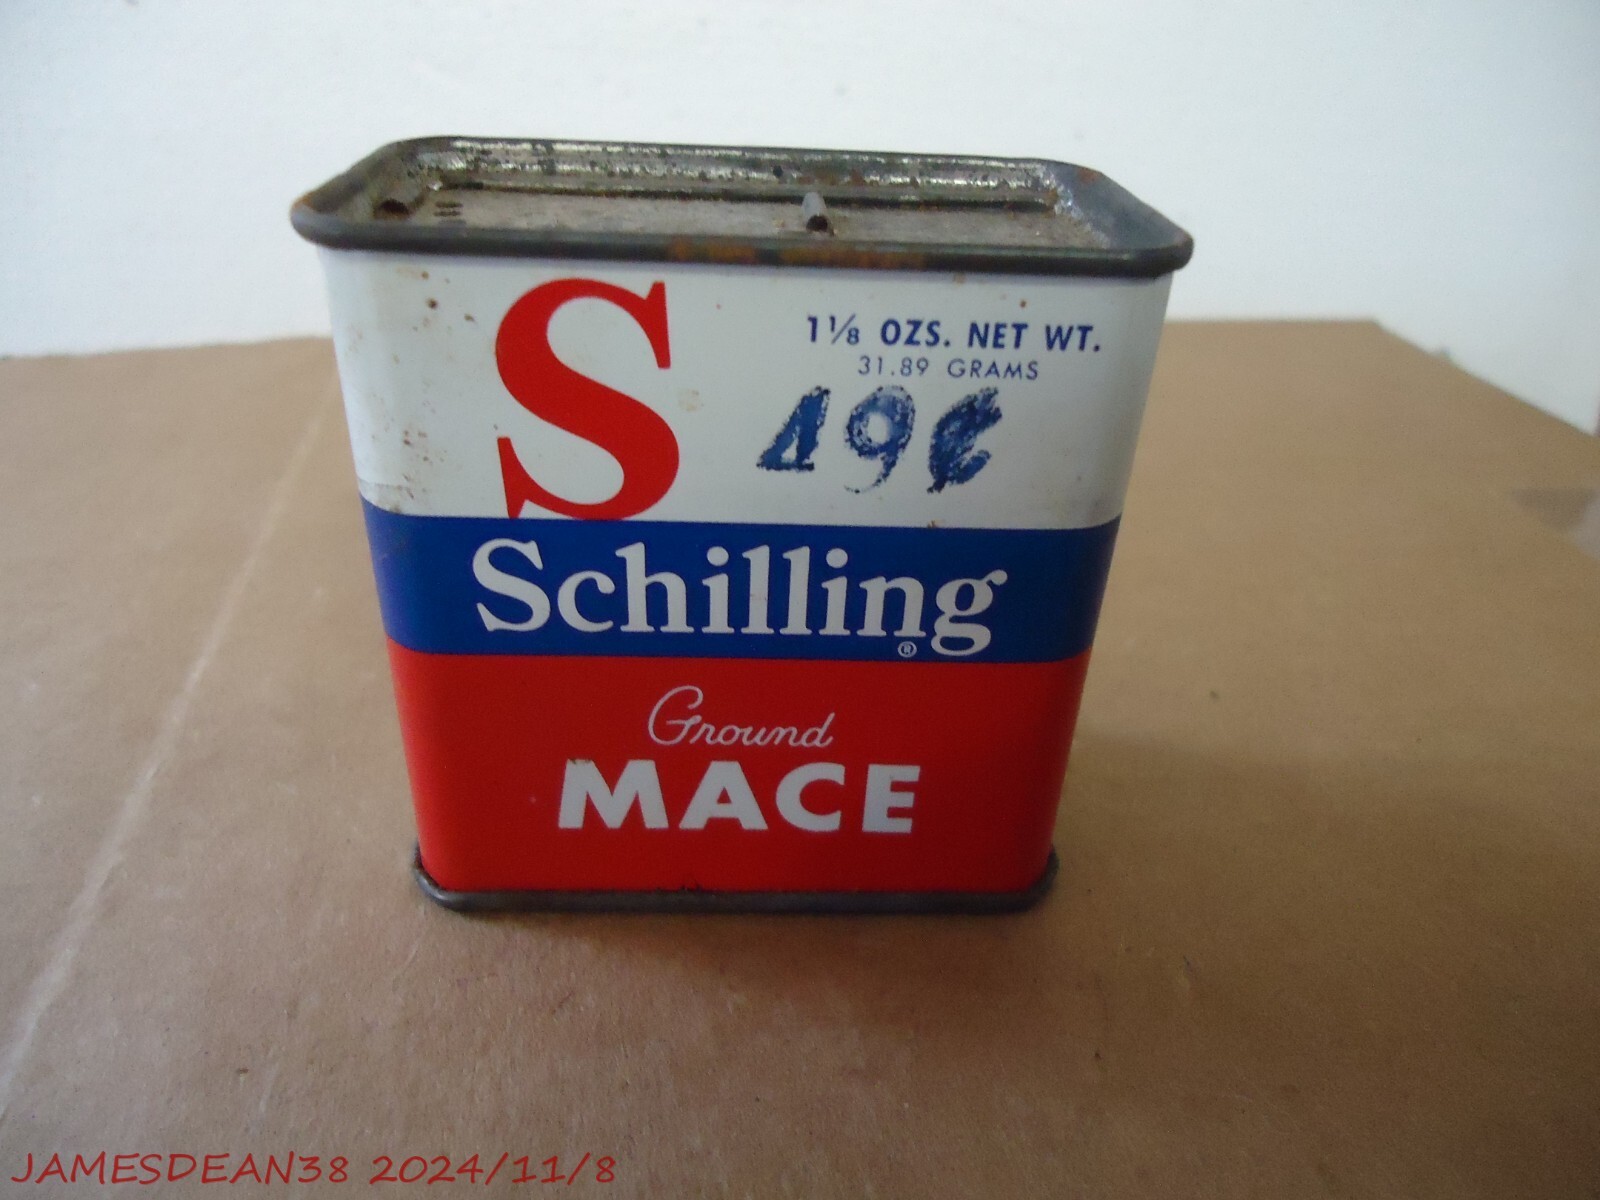 S
1⅛ OZS. NET WT.
31.89 GRAMS
49¢
Schilling®
Ground
MACE
JAMESDEAN38 2024/11/8